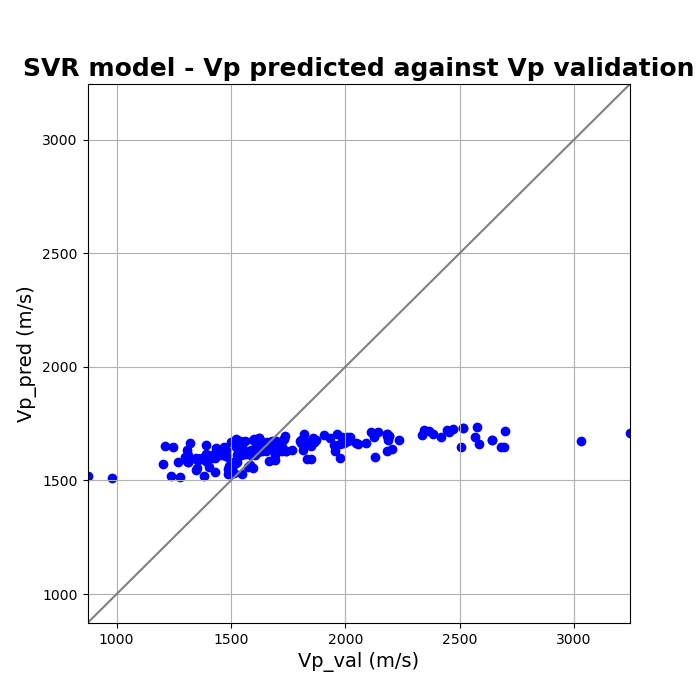 SVR model - Vp predicted against Vp validation
3000
2500
2000
1500
1000
Vp_pred (m/s)
1000 1500 2000 2500 3000
Vp_val (m/s)